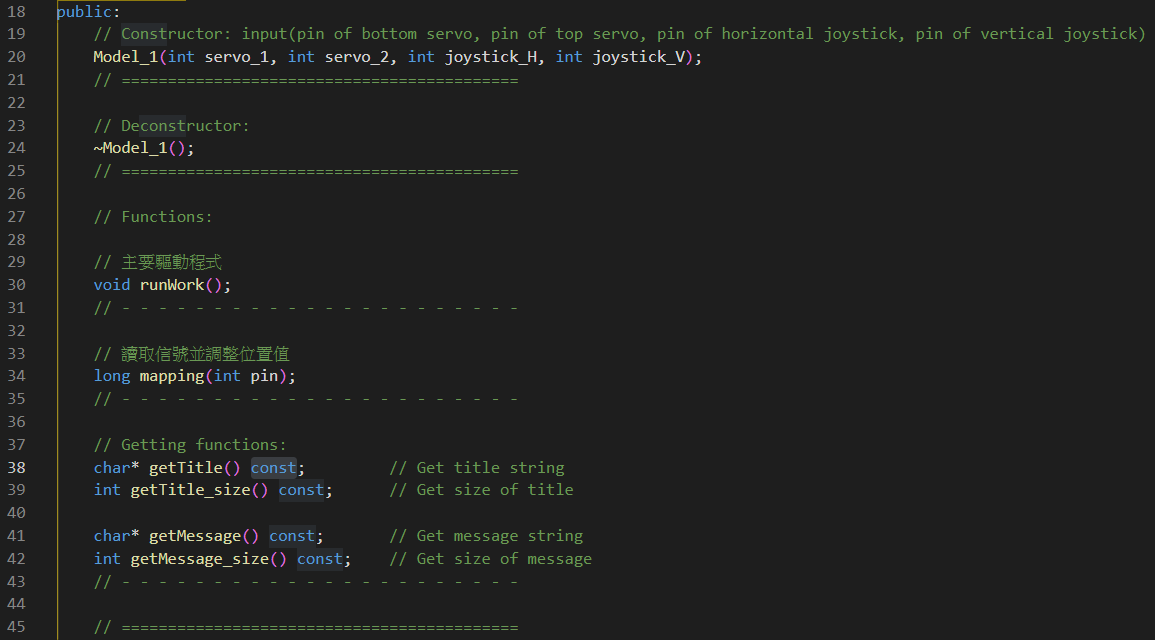 18 public:
19 // Constructor: input(pin of bottom servo, pin of top servo, pin of horizontal joystick, pin of vertical joystick)
20 Model_1(int servo_1, int servo_2, int joystick_H, int joystick_V);
21 // ===========================================
22
23 // Deconstructor:
24 ~Model_1();
25 // ===========================================
26
27 // Functions:
28
29 // 主要驅動程式
30 void runWork();
31 // - - - - - - - - - - - - - - - - - - - - - -
32
33 // 讀取信號並調整位置值
34 long mapping(int pin);
35 // - - - - - - - - - - - - - - - - - - - - - -
36
37 // Getting functions:
38 char* getTitle() const; // Get title string
39 int getTitle_size() const; // Get size of title
40
41 char* getMessage() const; // Get message string
42 int getMessage_size() const; // Get size of message
43 // - - - - - - - - - - - - - - - - - - - - - -
44
45 // ===========================================